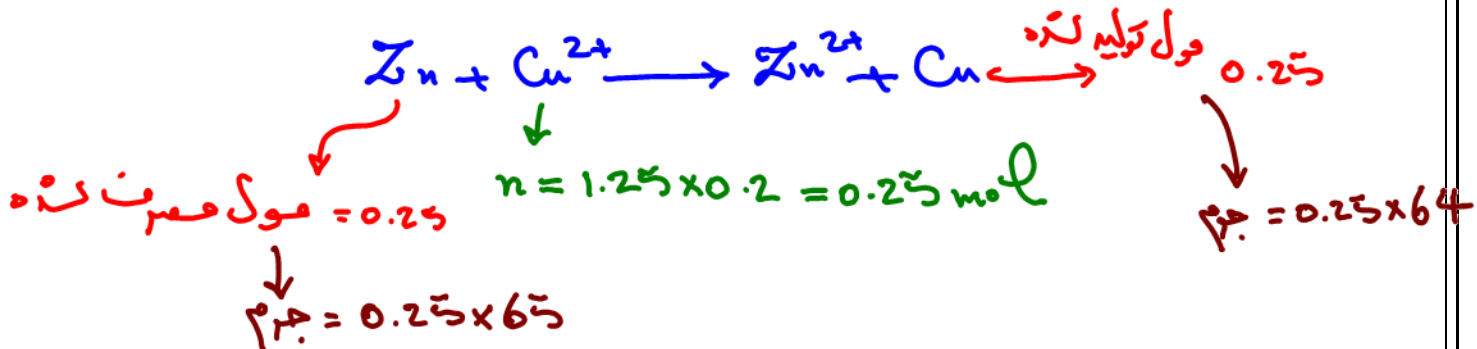 Zn + Cu²⁺ ⟶ Zn²⁺ + Cu ⟷ مول تولید شده 0.25
n = 1.25×0.2 = 0.25 mol
مول مصرف شده = 0.25
جرم = 0.25×64
جرم = 0.25×65